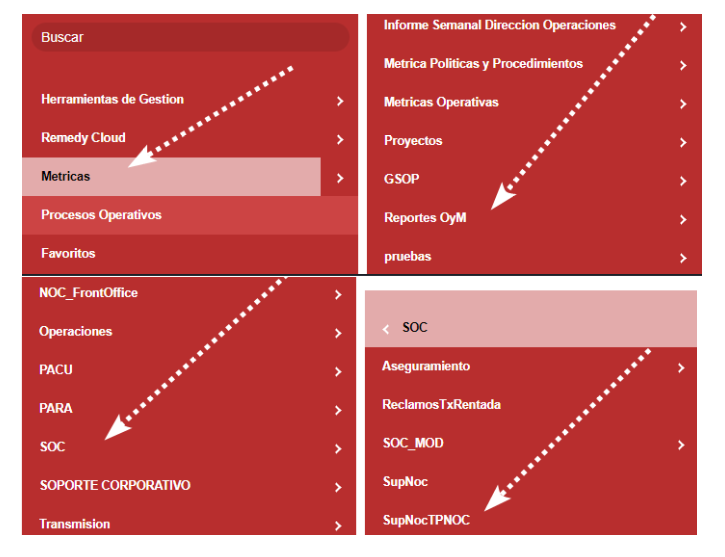 Buscar
Herramientas de Gestion
Remedy Cloud
Metricas
Procesos Operativos
Favoritos
Informe Semanal Direccion Operaciones
Metrica Politicas y Procedimientos
Metricas Operativas
Proyectos
GSOP
Reportes OyM
pruebas
NOC_FrontOffice
Operaciones
PACU
PARA
SOC
SOPORTE CORPORATIVO
Transmision
SOC
Aseguramiento
ReclamosTxRentada
SOC_MOD
SupNoc
SupNocTPNOC